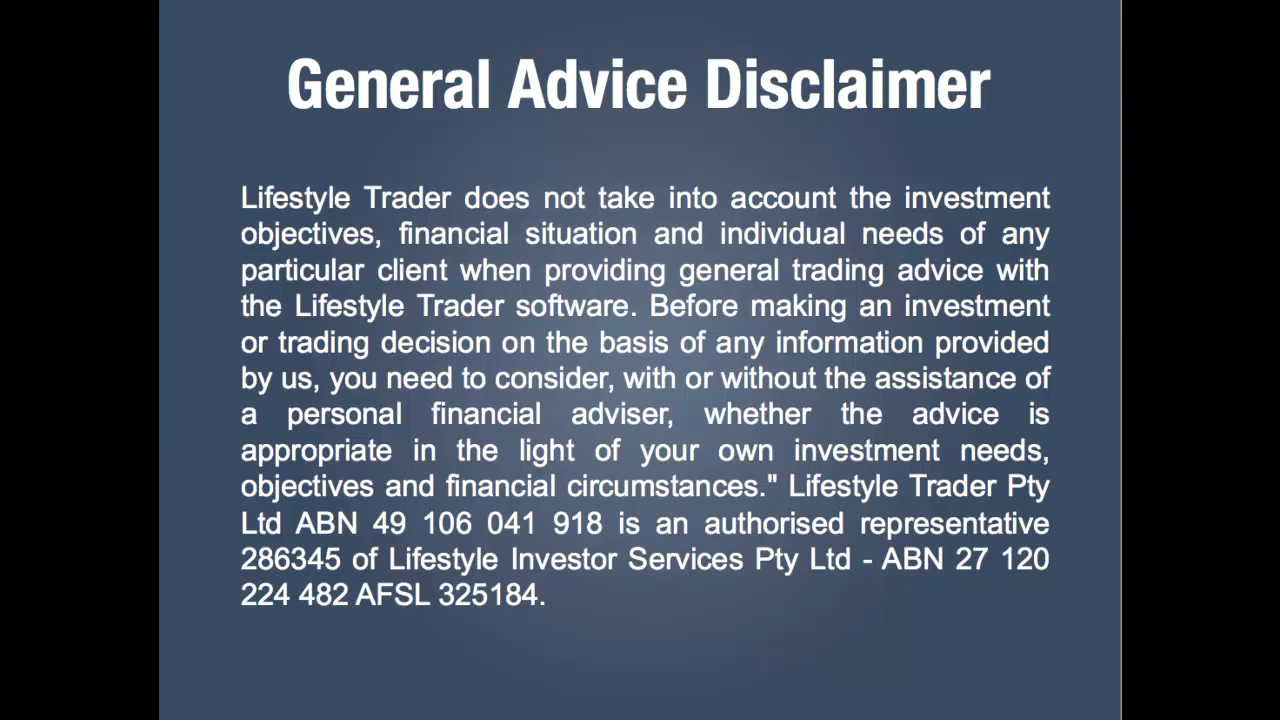 General Advice Disclaimer
Lifestyle Trader does not take into account the investment
objectives, financial situation and individual needs of any
particular client when providing general trading advice with
the Lifestyle Trader software. Before making an investment
or trading decision on the basis of any information provided
by us, you need to consider, with or without the assistance of
a personal financial adviser, whether the advice is
appropriate in the light of your own investment needs,
objectives and financial circumstances." Lifestyle Trader Pty
Ltd ABN 49 106 041 918 is an authorised representative
286345 of Lifestyle Investor Services Pty Ltd - ABN 27 120
224 482 AFSL 325184.